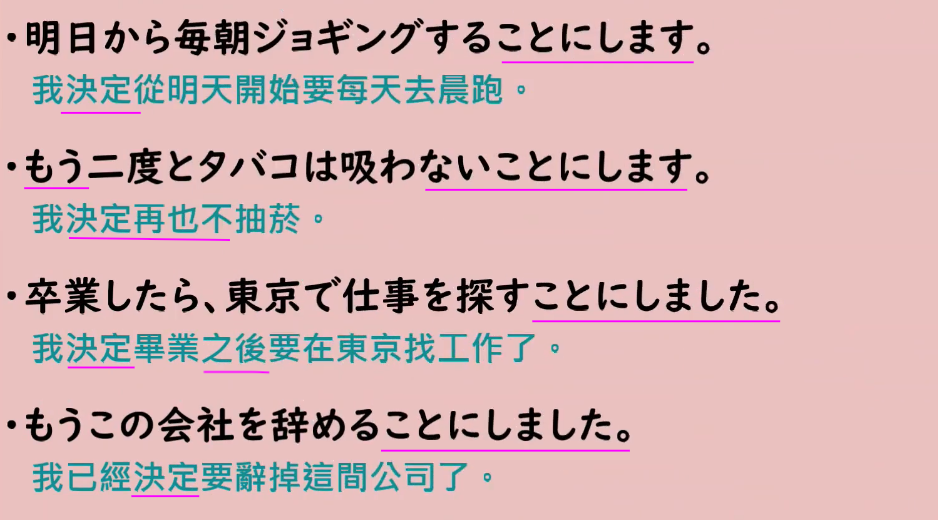 ・明日から毎朝ジョギングすることにします。
我決定從明天開始要每天去晨跑。
・もう二度とタバコは吸わないことにします。
我決定再也不抽菸。
・卒業したら、東京で仕事を探すことにしました。
我決定畢業之後要在東京找工作了。
・もうこの会社を辞めることにしました。
我已經決定要辭掉這間公司了。